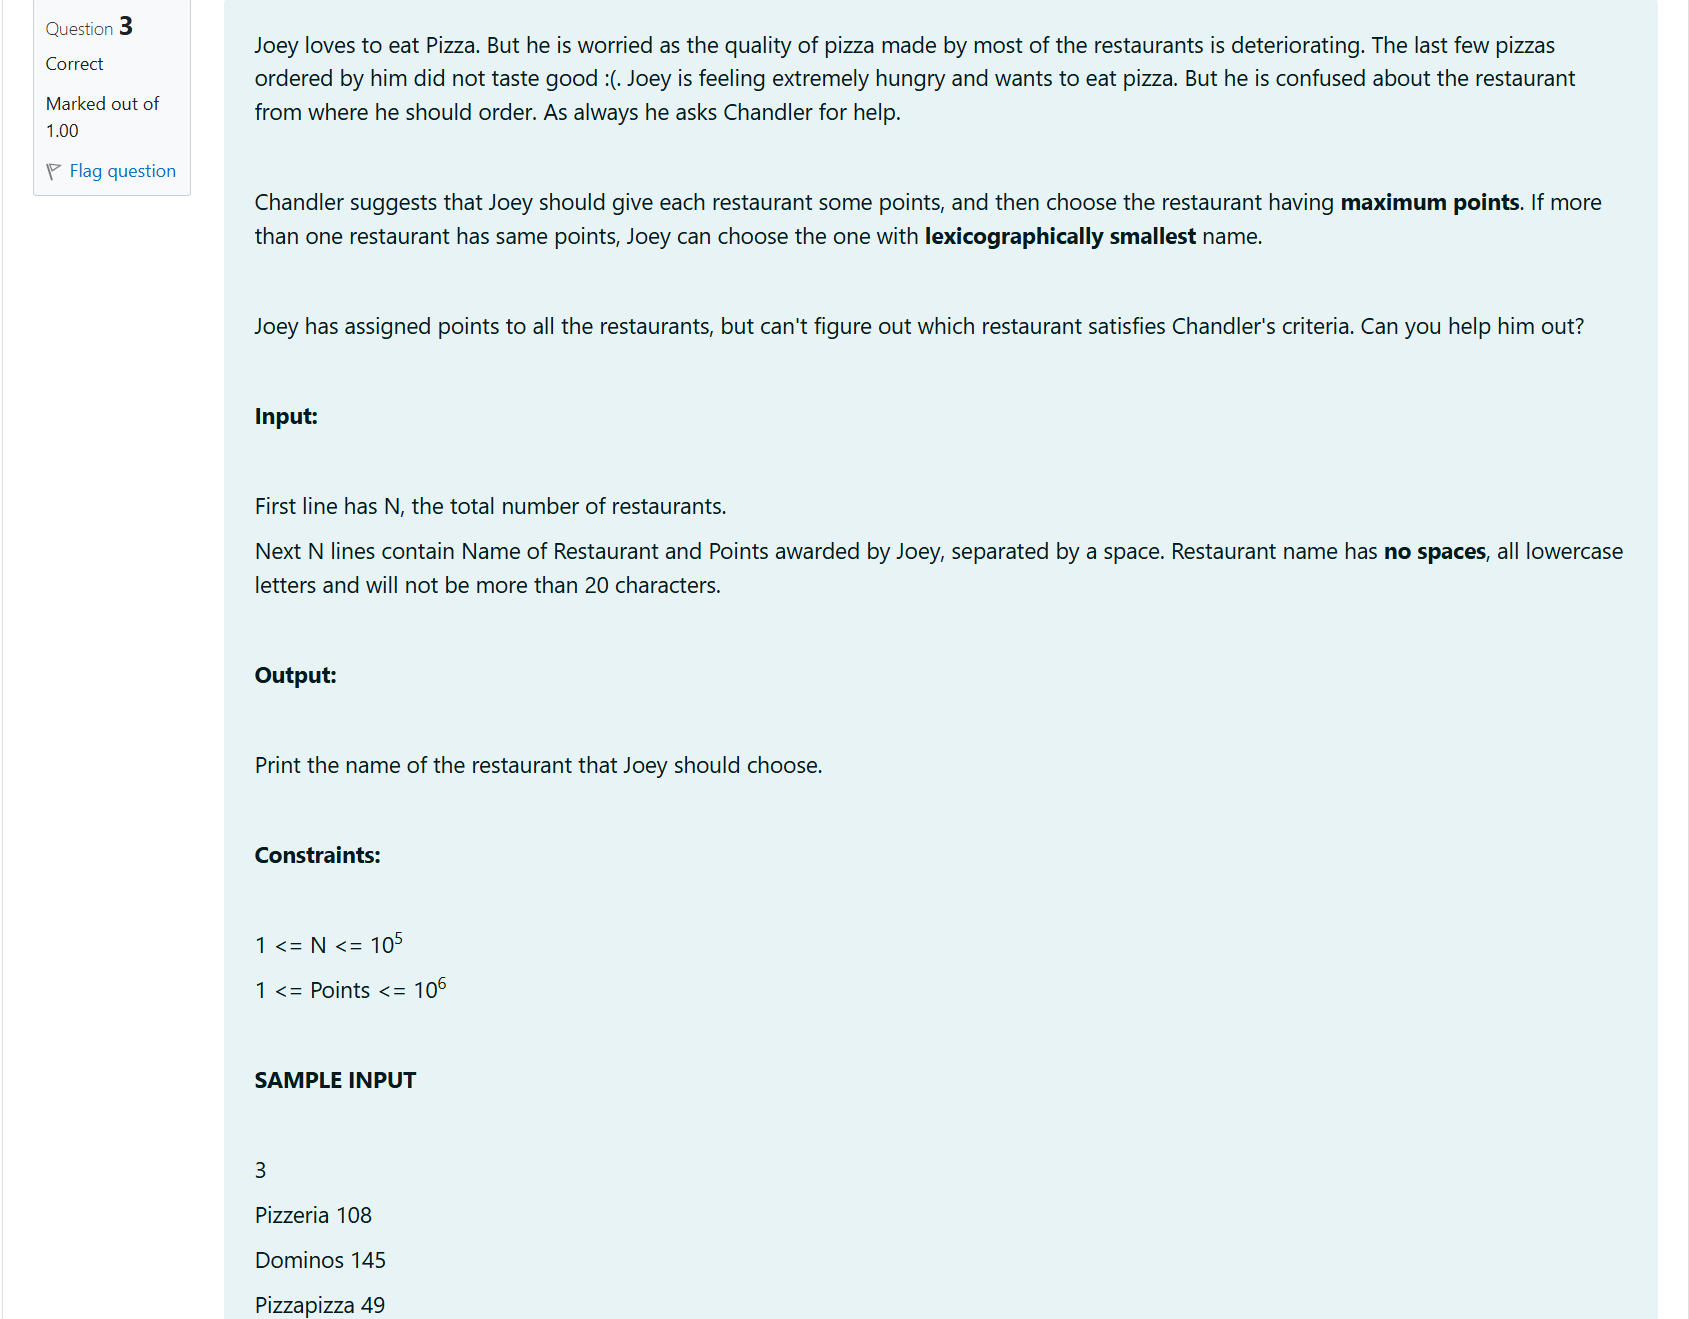 Question 3
Correct
Marked out of
1.00
Flag question
Joey loves to eat Pizza. But he is worried as the quality of pizza made by most of the restaurants is deteriorating. The last few pizzas
ordered by him did not taste good :(. Joey is feeling extremely hungry and wants to eat pizza. But he is confused about the restaurant
from where he should order. As always he asks Chandler for help.
Chandler suggests that Joey should give each restaurant some points, and then choose the restaurant having maximum points. If more
than one restaurant has same points, Joey can choose the one with lexicographically smallest name.
Joey has assigned points to all the restaurants, but can't figure out which restaurant satisfies Chandler's criteria. Can you help him out?
Input:
First line has N, the total number of restaurants.
Next N lines contain Name of Restaurant and Points awarded by Joey, separated by a space. Restaurant name has no spaces, all lowercase
letters and will not be more than 20 characters.
Output:
Print the name of the restaurant that Joey should choose.
Constraints:
1 <= N <= 10⁵
1 <= Points <= 10⁶
SAMPLE INPUT
3
Pizzeria 108
Dominos 145
Pizzapizza 49